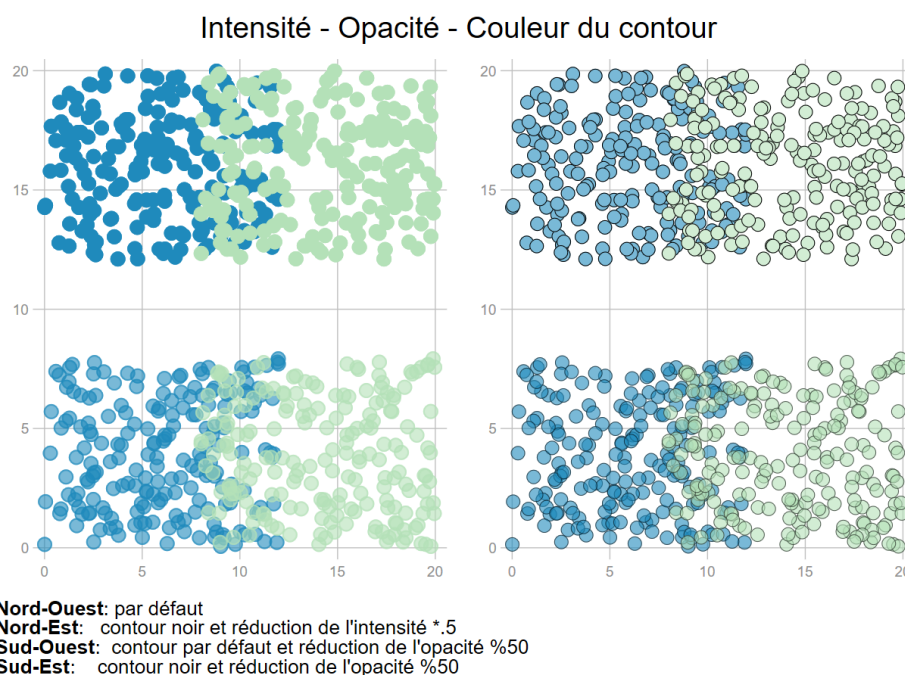 Intensité - Opacité - Couleur du contour
20
15
10
5
0
0 5 10 15 20
20
15
10
5
0
0 5 10 15 20
Nord-Ouest: par défaut
Nord-Est: contour noir et réduction de l'intensité *.5
Sud-Ouest: contour par défaut et réduction de l'opacité %50
Sud-Est: contour noir et réduction de l'opacité %50